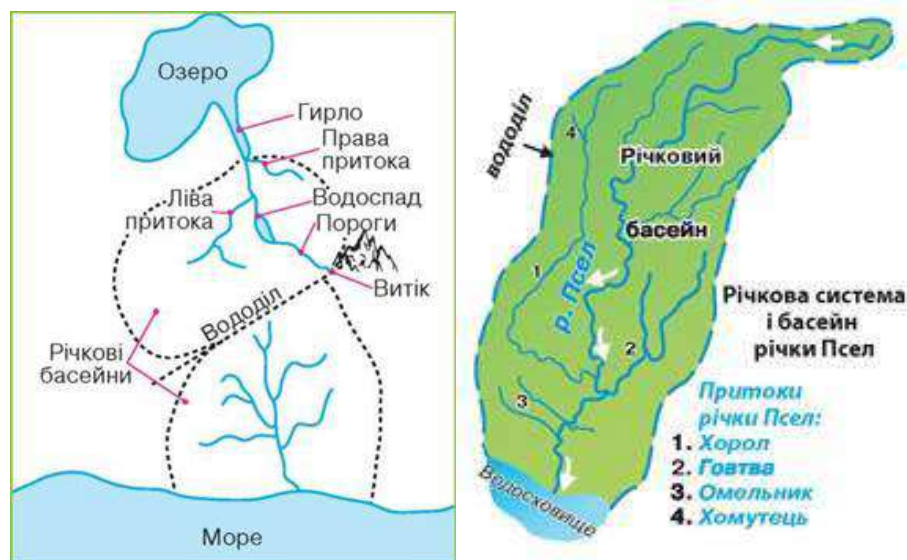 Озеро
Гирло
Права
притока
Ліва
притока
Водоспад
Пороги
Витік
Вододіл
Річкові
басейни
Море
вододіл
4
Річковий
басейн
1
р. Псел
2
3
Водосховище
Річкова система
і басейн
річки Псел
Притоки
річки Псел:
1. Хорол
2. Говтва
3. Омельник
4. Хомутець